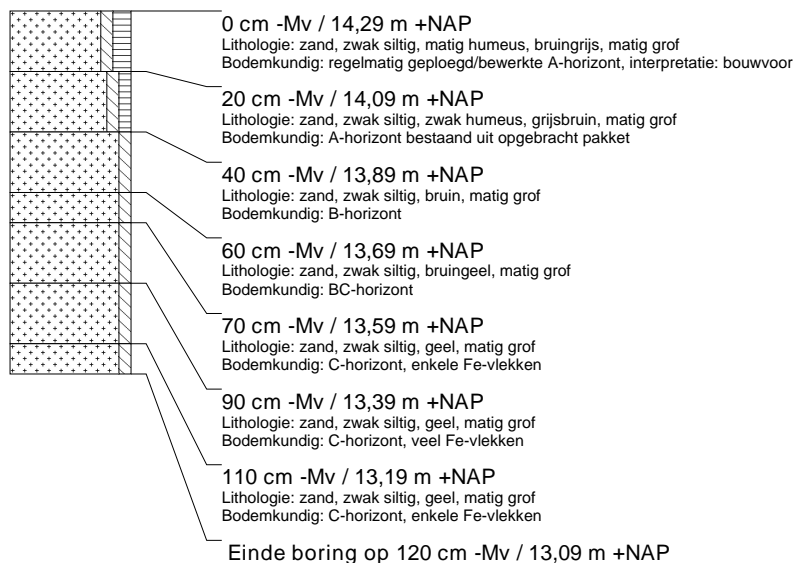 0 cm -Mv / 14,29 m +NAP
Lithologie: zand, zwak siltig, matig humeus, bruingrijs, matig grof
Bodemkundig: regelmatig geploegd/bewerkte A-horizont, interpretatie: bouwvoor
20 cm -Mv / 14,09 m +NAP
Lithologie: zand, zwak siltig, zwak humeus, grijsbruin, matig grof
Bodemkundig: A-horizont bestaand uit opgebracht pakket
40 cm -Mv / 13,89 m +NAP
Lithologie: zand, zwak siltig, bruin, matig grof
Bodemkundig: B-horizont
60 cm -Mv / 13,69 m +NAP
Lithologie: zand, zwak siltig, bruingeel, matig grof
Bodemkundig: BC-horizont
70 cm -Mv / 13,59 m +NAP
Lithologie: zand, zwak siltig, geel, matig grof
Bodemkundig: C-horizont, enkele Fe-vlekken
90 cm -Mv / 13,39 m +NAP
Lithologie: zand, zwak siltig, geel, matig grof
Bodemkundig: C-horizont, veel Fe-vlekken
110 cm -Mv / 13,19 m +NAP
Lithologie: zand, zwak siltig, geel, matig grof
Bodemkundig: C-horizont, enkele Fe-vlekken
Einde boring op 120 cm -Mv / 13,09 m +NAP